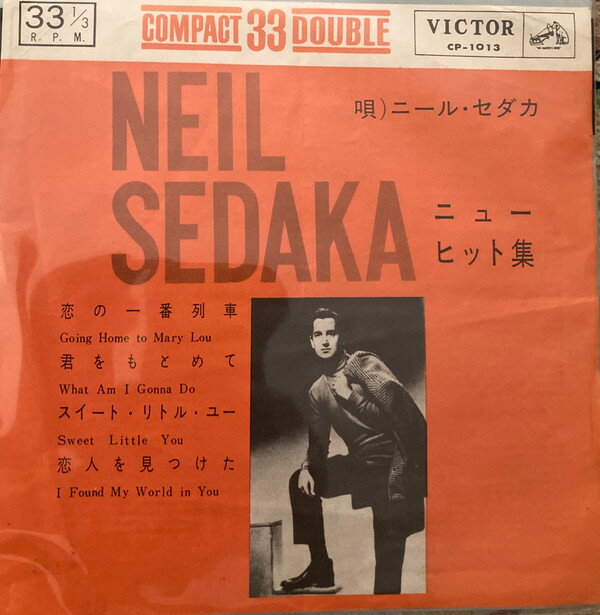 33 1/3
R. P. M.
COMPACT 33 DOUBLE
VICTOR
CP-1013
NEIL
SEDAKA
唄)ニール・セダカ
ニュー
ヒット集
恋の一番列車
Going Home to Mary Lou
君をもとめて
What Am I Gonna Do
スイート・リトル・ユー
Sweet Little You
恋人を見つけた
I Found My World in You